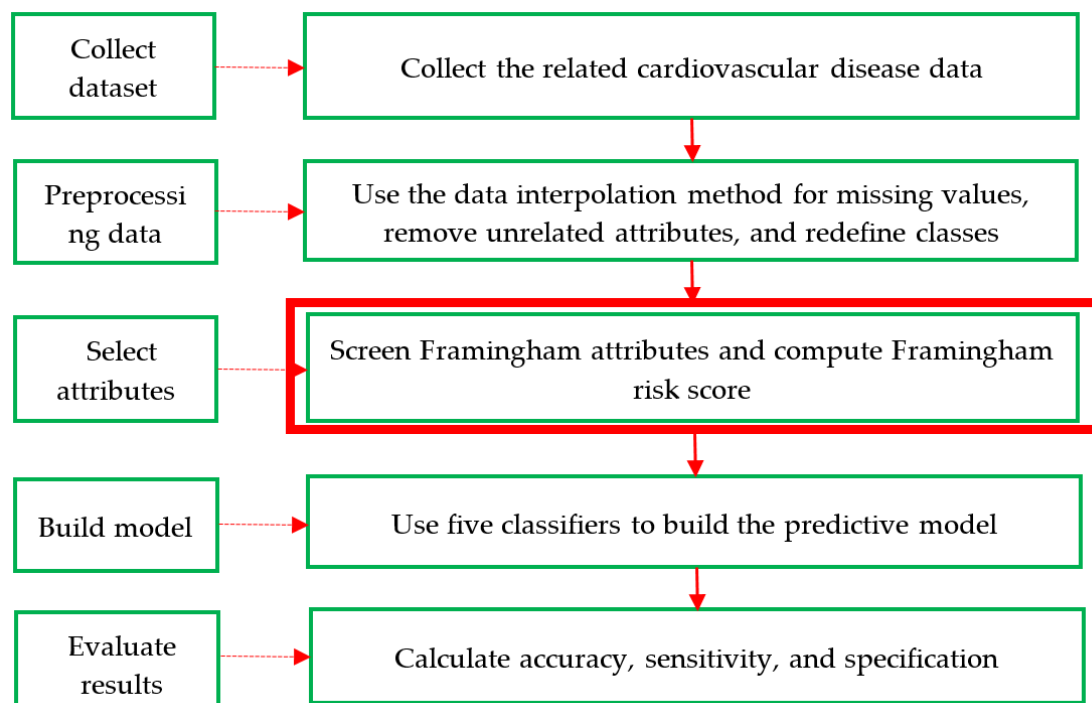 Collect
dataset
Collect the related cardiovascular disease data
Preprocessi
ng data
Use the data interpolation method for missing values,
remove unrelated attributes, and redefine classes
Select
attributes
Screen Framingham attributes and compute Framingham
risk score
Build model
Use five classifiers to build the predictive model
Evaluate
results
Calculate accuracy, sensitivity, and specification